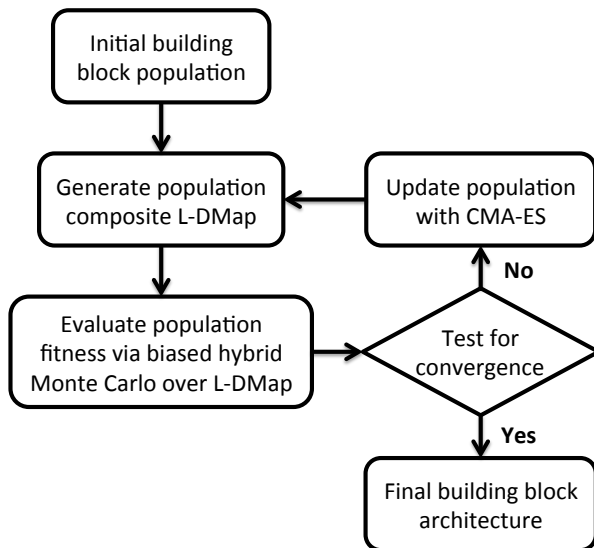 Initial building
block population
Generate population
composite L-DMap
Update population
with CMA-ES
No
Evaluate population
fitness via biased hybrid
Monte Carlo over L-DMap
Test for
convergence
Yes
Final building block
architecture